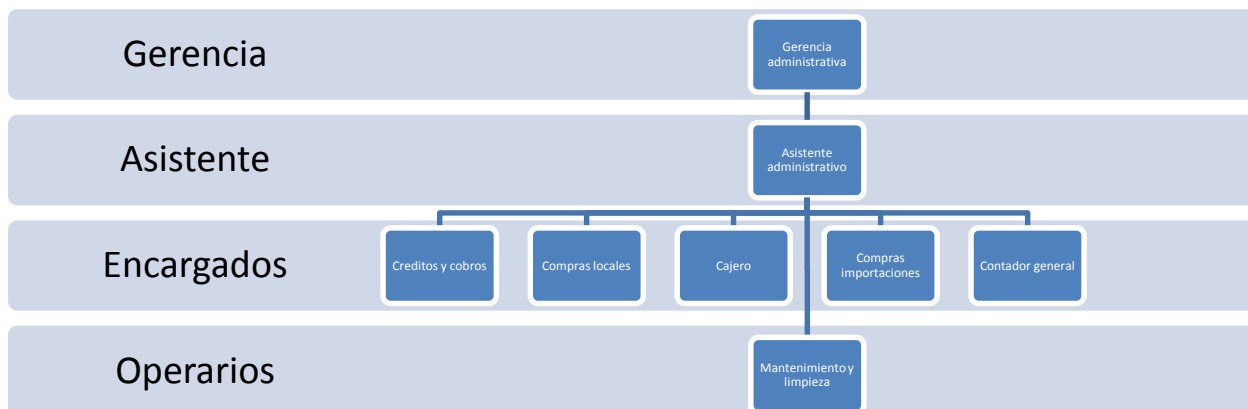 Gerencia
Gerencia
administrativa
Asistente
Asistente
administrativo
Encargados
Creditos y cobros
Compras locales
Cajero
Compras
importaciones
Contador general
Operarios
Mantenimiento y
limpieza